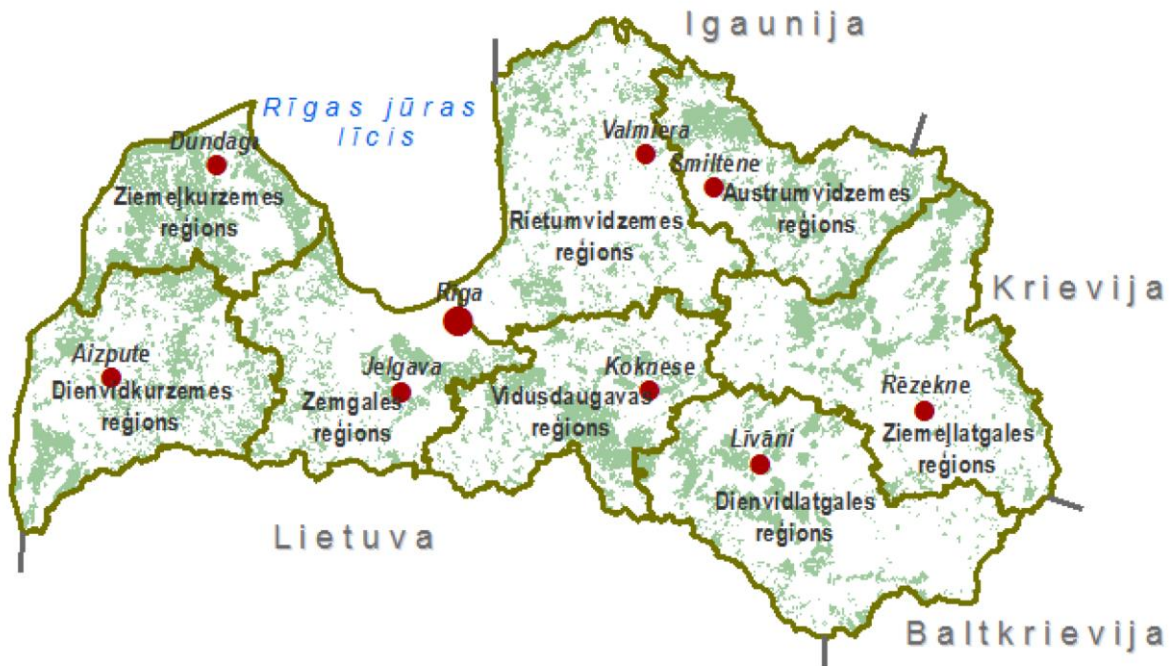 Igaunija
Rīgas jūras
līcis
Dundaga
Ziemeļkurzemes
reģions
Valmiera
Smiltene
Austrumvidzemes
reģions
Rietumvidzemes
reģions
Krievija
Rīga
Aizpute
Dienvidkurzemes
reģions
Jelgava
Zemgales
reģions
Koknese
Vidusdaugavas
reģions
Rēzekne
Ziemeļlatgales
reģions
Līvāni
Dienvidlatgales
reģions
Lietuva
Baltkrievija